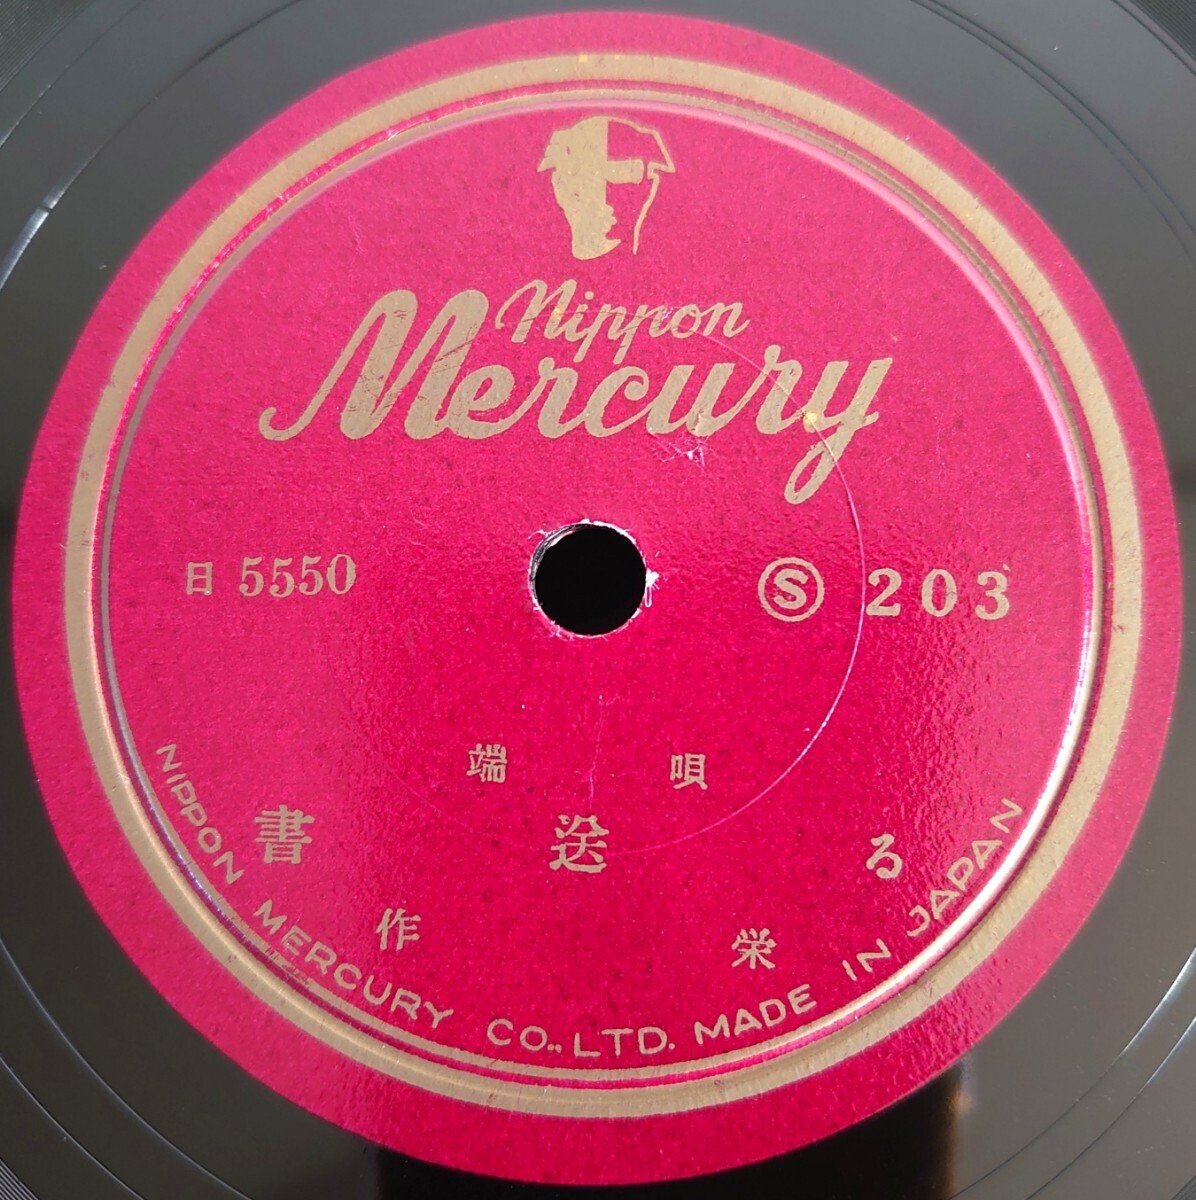 Nippon
Mercury
日 5550
Ⓢ 203
端唄
書送る
作栄
NIPPON MERCURY CO., LTD. MADE IN JAPAN